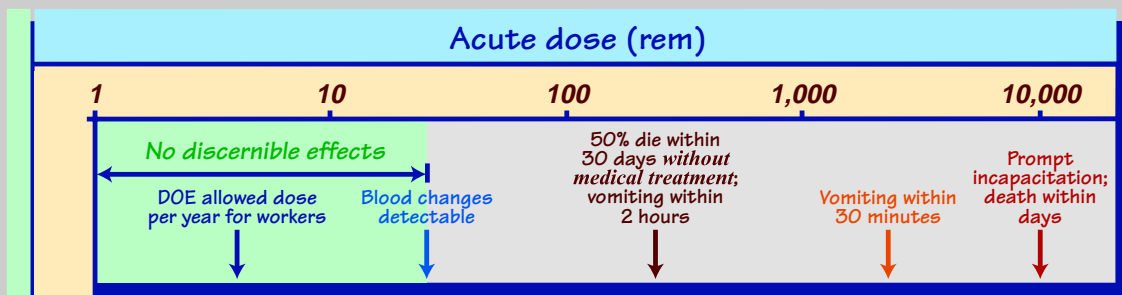 Acute dose (rem)
1 10 100 1,000 10,000
No discernible effects
DOE allowed dose
per year for workers
Blood changes
detectable
50% die within
30 days without
medical treatment;
vomiting within
2 hours
Vomiting within
30 minutes
Prompt
incapacitation;
death within
days